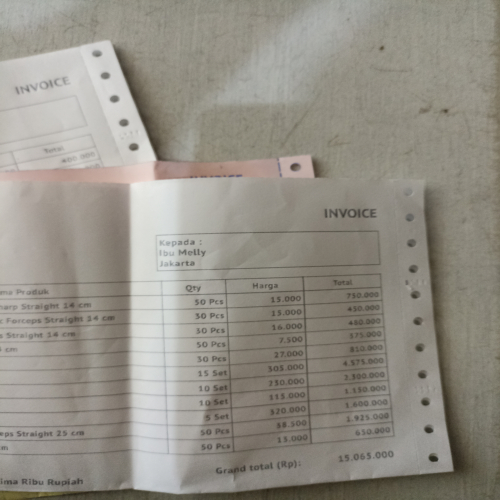 INVOICE
Total
400.000
INVOICE
Kepada :
Ibu Melly
Jakarta
ma Produk Qty Harga Total
harp Straight 14 cm 50 Pcs 15.000 750.000
Forceps Straight 14 cm 30 Pcs 15.000 450.000
s Straight 14 cm 30 Pcs 16.000 480.000
cm 50 Pcs 7.500 375.000
30 Pcs 27.000 810.000
15 Set 305.000 4.575.000
10 Set 230.000 2.300.000
10 Set 115.000 1.150.000
5 Set 320.000 1.600.000
eps Straight 25 cm 50 Pcs 38.500 1.925.000
50 Pcs 13.000 650.000
Grand total (Rp): 15.065.000
ima Ribu Rupiah